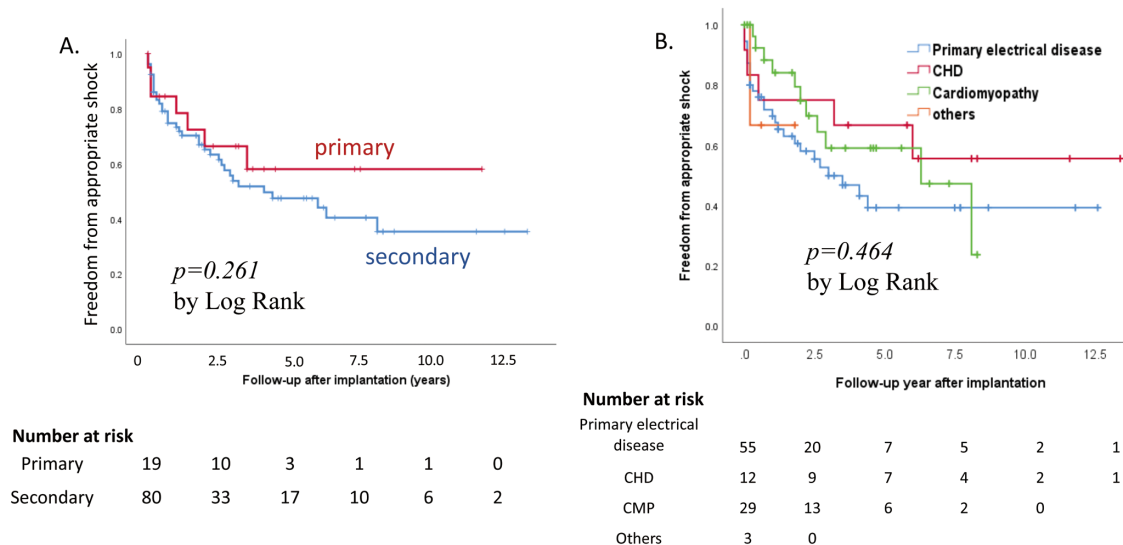 A.
Freedom from appropriate shock
1.0
0.8
0.6
0.4
0.2
0.0
primary
secondary
p=0.261
by Log Rank
0 2.5 5.0 7.5 10.0 12.5
Follow-up after implantation (years)
Number at risk
Primary 19 10 3 1 1 0
Secondary 80 33 17 10 6 2
B.
Freedom from appropriate shock
1.0
0.8
0.6
0.4
0.2
0.0
Primary electrical disease
CHD
Cardiomyopathy
others
p=0.464
by Log Rank
.0 2.5 5.0 7.5 10.0 12.5
Follow-up year after implantation
Number at risk
Primary electrical
disease 55 20 7 5 2 1
CHD 12 9 7 4 2 1
CMP 29 13 6 2 0
Others 3 0